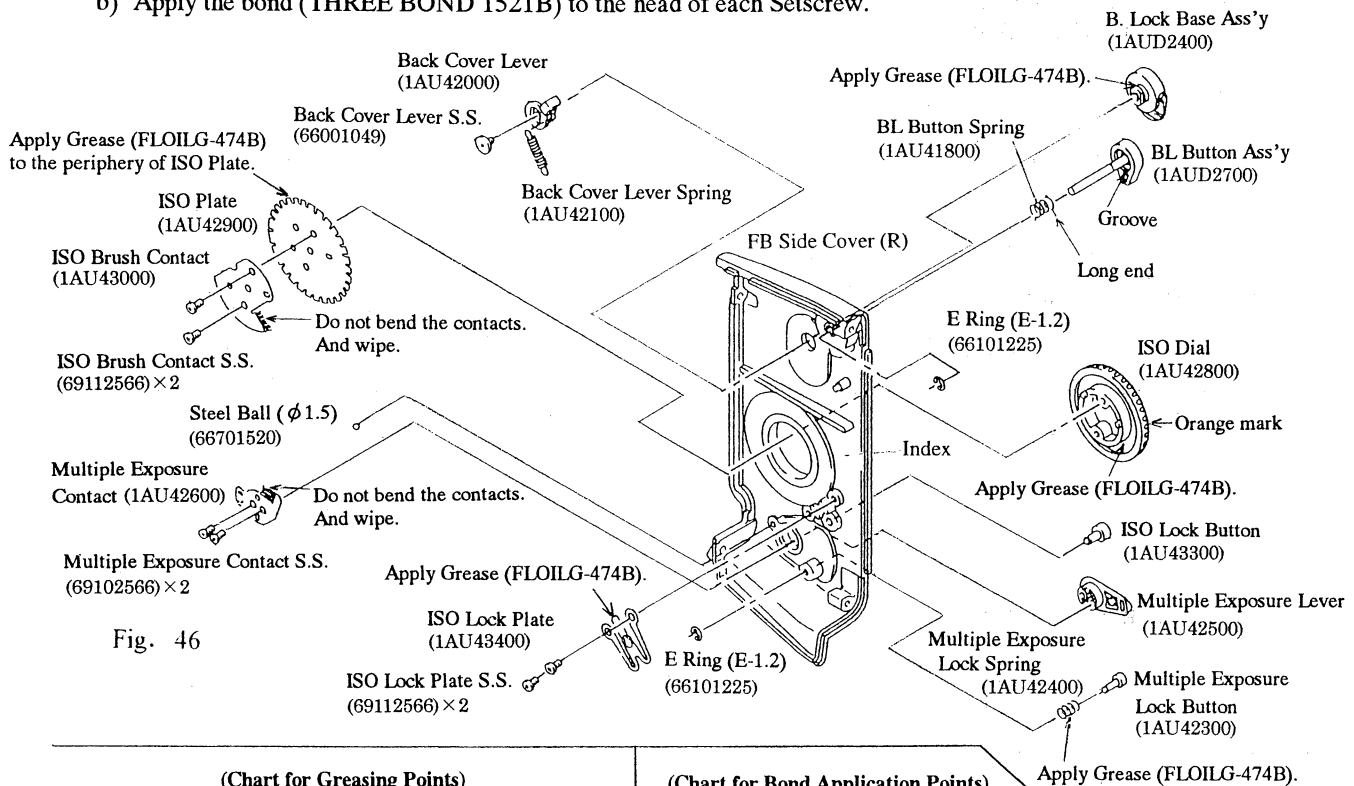 b) Apply the bond (THREE BOND 1521B) to the head of each Setscrew.
B. Lock Base Ass'y
(1AUD2400)
Back Cover Lever
(1AU42000)
Apply Grease (FLOILG-474B).
Back Cover Lever S.S.
(66001049)
BL Button Spring
(1AU41800)
Apply Grease (FLOILG-474B)
to the periphery of ISO Plate.
BL Button Ass'y
(1AUD2700)
Back Cover Lever Spring
(1AU42100)
ISO Plate
(1AU42900)
Groove
FB Side Cover (R)
ISO Brush Contact
(1AU43000)
Long end
Do not bend the contacts.
And wipe.
E Ring (E-1.2)
(66101225)
ISO Dial
(1AU42800)
ISO Brush Contact S.S.
(69112566)×2
Steel Ball (ϕ1.5)
(66701520)
Orange mark
Index
Multiple Exposure
Contact (1AU42600)
Do not bend the contacts.
And wipe.
Apply Grease (FLOILG-474B).
ISO Lock Button
(1AU43300)
Multiple Exposure Contact S.S.
(69102566)×2
Apply Grease (FLOILG-474B).
Multiple Exposure Lever
(1AU42500)
ISO Lock Plate
(1AU43400)
Fig. 46
Multiple Exposure
Lock Spring
(1AU42400)
E Ring (E-1.2)
(66101225)
ISO Lock Plate S.S.
(69112566)×2
Multiple Exposure
Lock Button
(1AU42300)
Apply Grease (FLOILG-474B).
(Chart for Greasing Points)
(Chart for Bond Application Points)